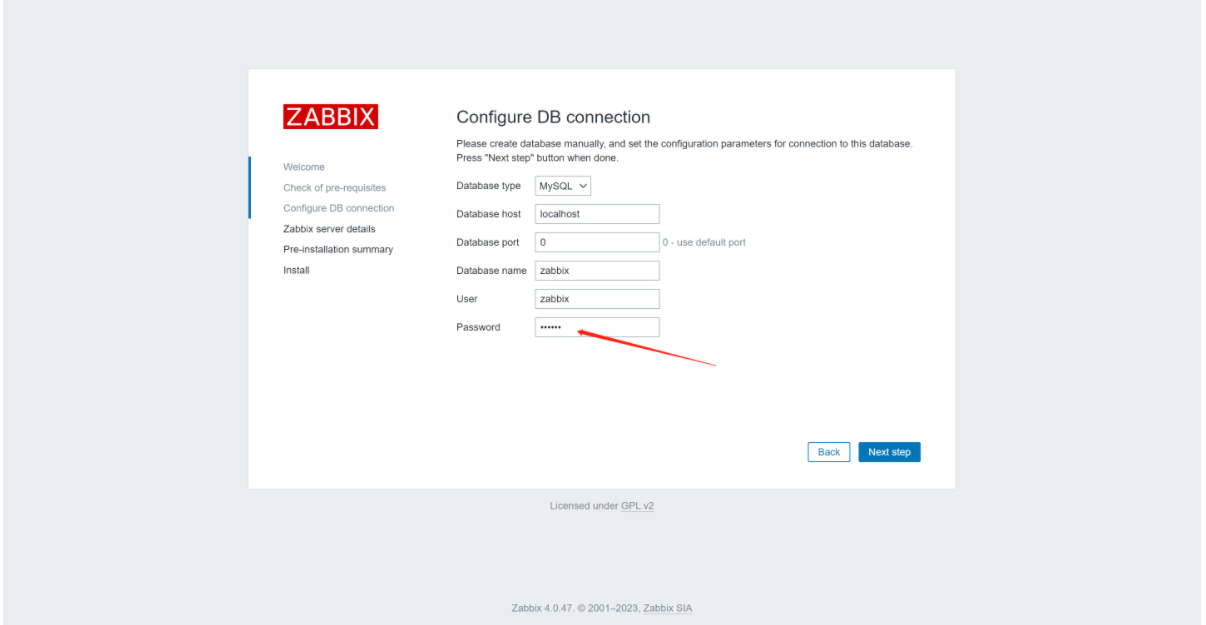 ZABBIX
Welcome
Check of pre-requisites
Configure DB connection
Zabbix server details
Pre-installation summary
Install
Configure DB connection
Please create database manually, and set the configuration parameters for connection to this database.
Press "Next step" button when done.
Database type MySQL
Database host localhost
Database port 0 0 - use default port
Database name zabbix
User zabbix
Password ••••••
Back Next step
Licensed under GPL v2
Zabbix 4.0.47. © 2001–2023, Zabbix SIA